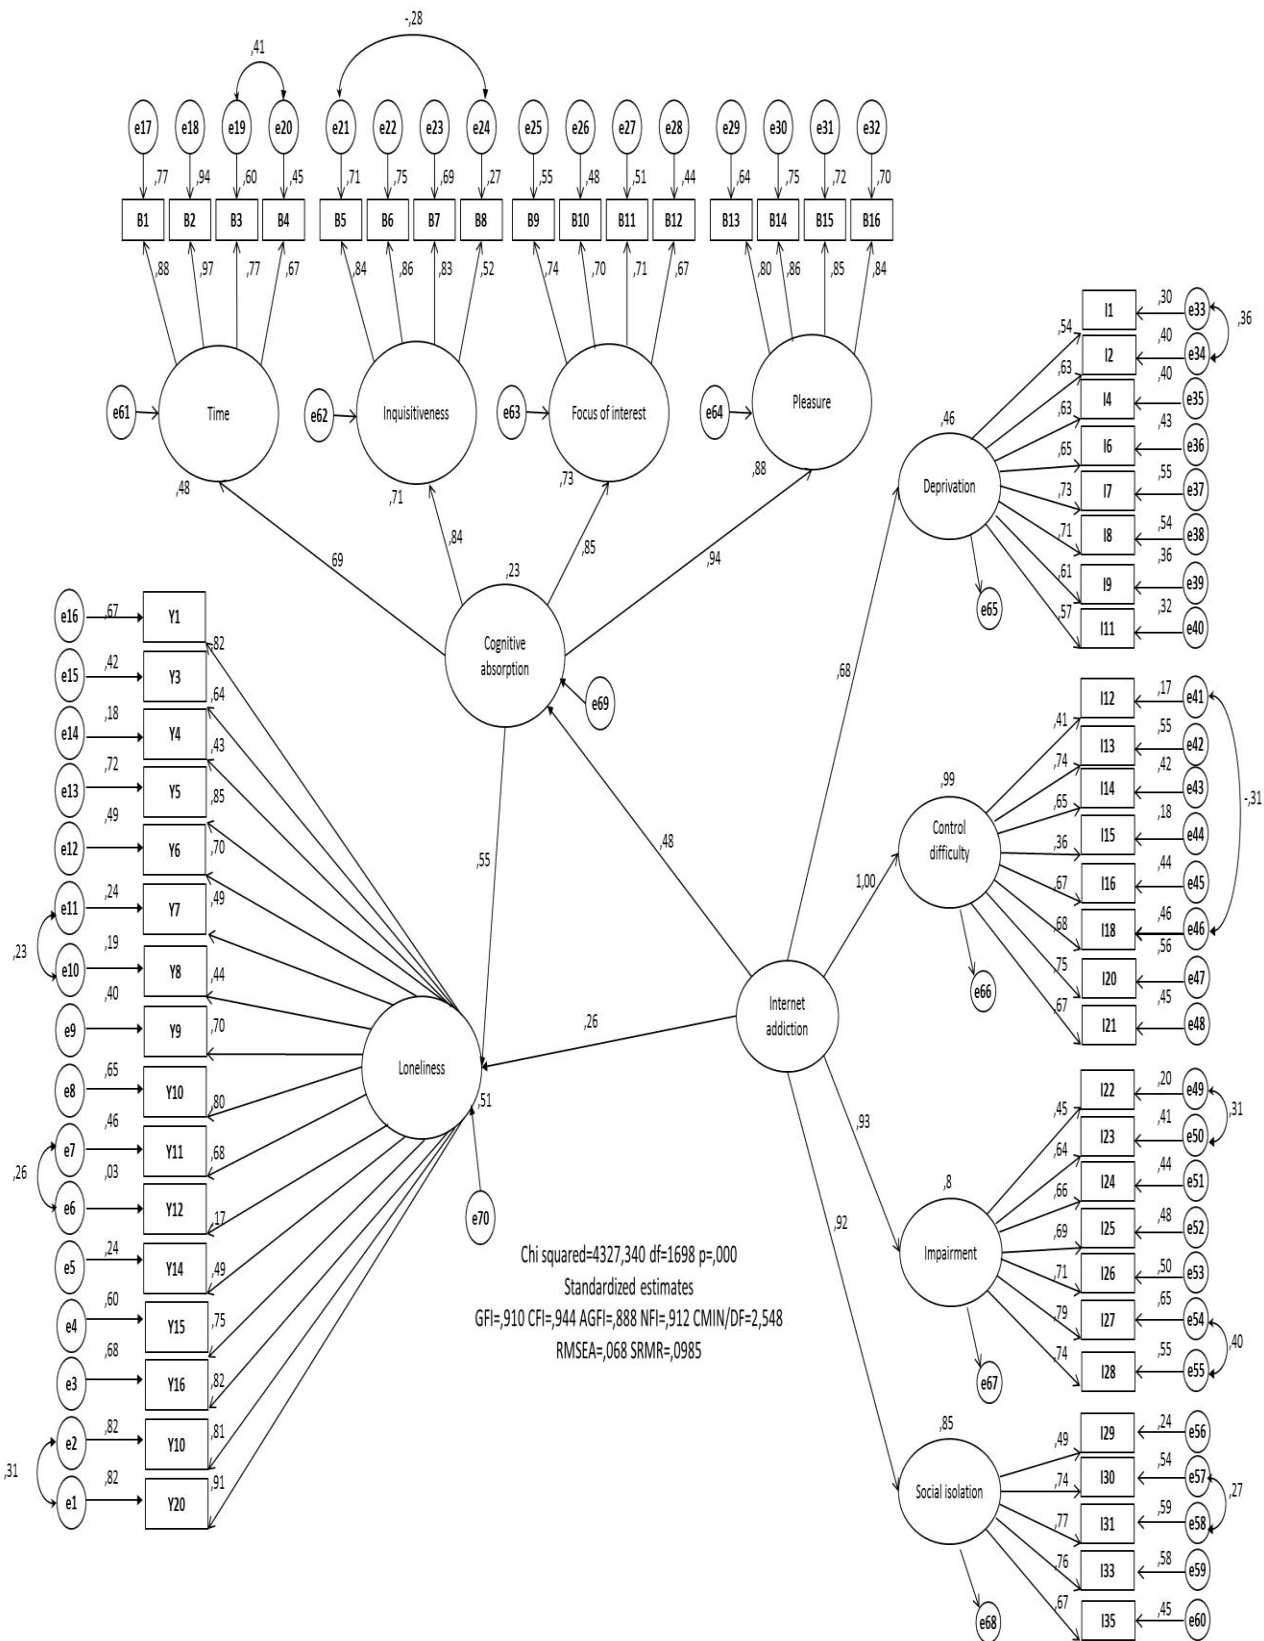 -,28
,41
e17 e18 e19 e20 e21 e22 e23 e24 e25 e26 e27 e28 e29 e30 e31 e32
,77 ,94 ,60 ,45 ,71 ,75 ,69 ,27 ,55 ,48 ,51 ,44 ,64 ,75 ,72 ,70
B1 B2 B3 B4 B5 B6 B7 B8 B9 B10 B11 B12 B13 B14 B15 B16
,88 ,97 ,77 ,67 ,84 ,86 ,83 ,52 ,74 ,70 ,71 ,67 ,80 ,86 ,85 ,84
e61 Time e62 Inquisitiveness e63 Focus of interest e64 Pleasure
,48 ,71 ,73 ,88
69 ,84 ,85 ,94
,23
Cognitive
absorption
e69
,55
,48
,26
,68
1,00
,93
,92
Internet
addiction
e16 ,67 Y1 ,82
e15 ,42 Y3 ,64
e14 ,18 Y4 ,43
e13 ,72 Y5 ,85
e12 ,49 Y6 ,70
e11 ,24 Y7 ,49
,23
e10 ,19 Y8 ,44
e9 ,40 Y9 ,70
e8 ,65 Y10 ,80
e7 ,46 Y11 ,68
,26
e6 ,03 Y12 ,17
e5 ,24 Y14 ,49
e4 ,60 Y15 ,75
e3 ,68 Y16 ,82
e2 ,82 Y10 ,81
,31
e1 ,82 Y20 ,91
Loneliness
,51
e70
Chi squared=4327,340 df=1698 p=,000
Standardized estimates
GFI=,910 CFI=,944 AGFI=,888 NFI=,912 CMIN/DF=2,548
RMSEA=,068 SRMR=,0985
,46
Deprivation
e65
,54 I1 ,30 e33
,36
,63 I2 ,40 e34
,63 I4 ,40 e35
,65 I6 ,43 e36
,73 I7 ,55 e37
,71 I8 ,54 e38
,61 I9 ,36 e39
,57 I11 ,32 e40
,99
Control
difficulty
e66
,41 I12 ,17 e41
,74 I13 ,55 e42
,65 I14 ,42 e43
-,31
,36 I15 ,18 e44
,67 I16 ,44 e45
,68 I18 ,46 e46
,75 I20 ,56 e47
,67 I21 ,45 e48
,8
Impairment
e67
,45 I22 ,20 e49
,31
,64 I23 ,41 e50
,66 I24 ,44 e51
,69 I25 ,48 e52
,71 I26 ,50 e53
,79 I27 ,65 e54
,40
,74 I28 ,55 e55
,85
Social isolation
e68
,49 I29 ,24 e56
,74 I30 ,54 e57
,27
,77 I31 ,59 e58
,76 I33 ,58 e59
,67 I35 ,45 e60